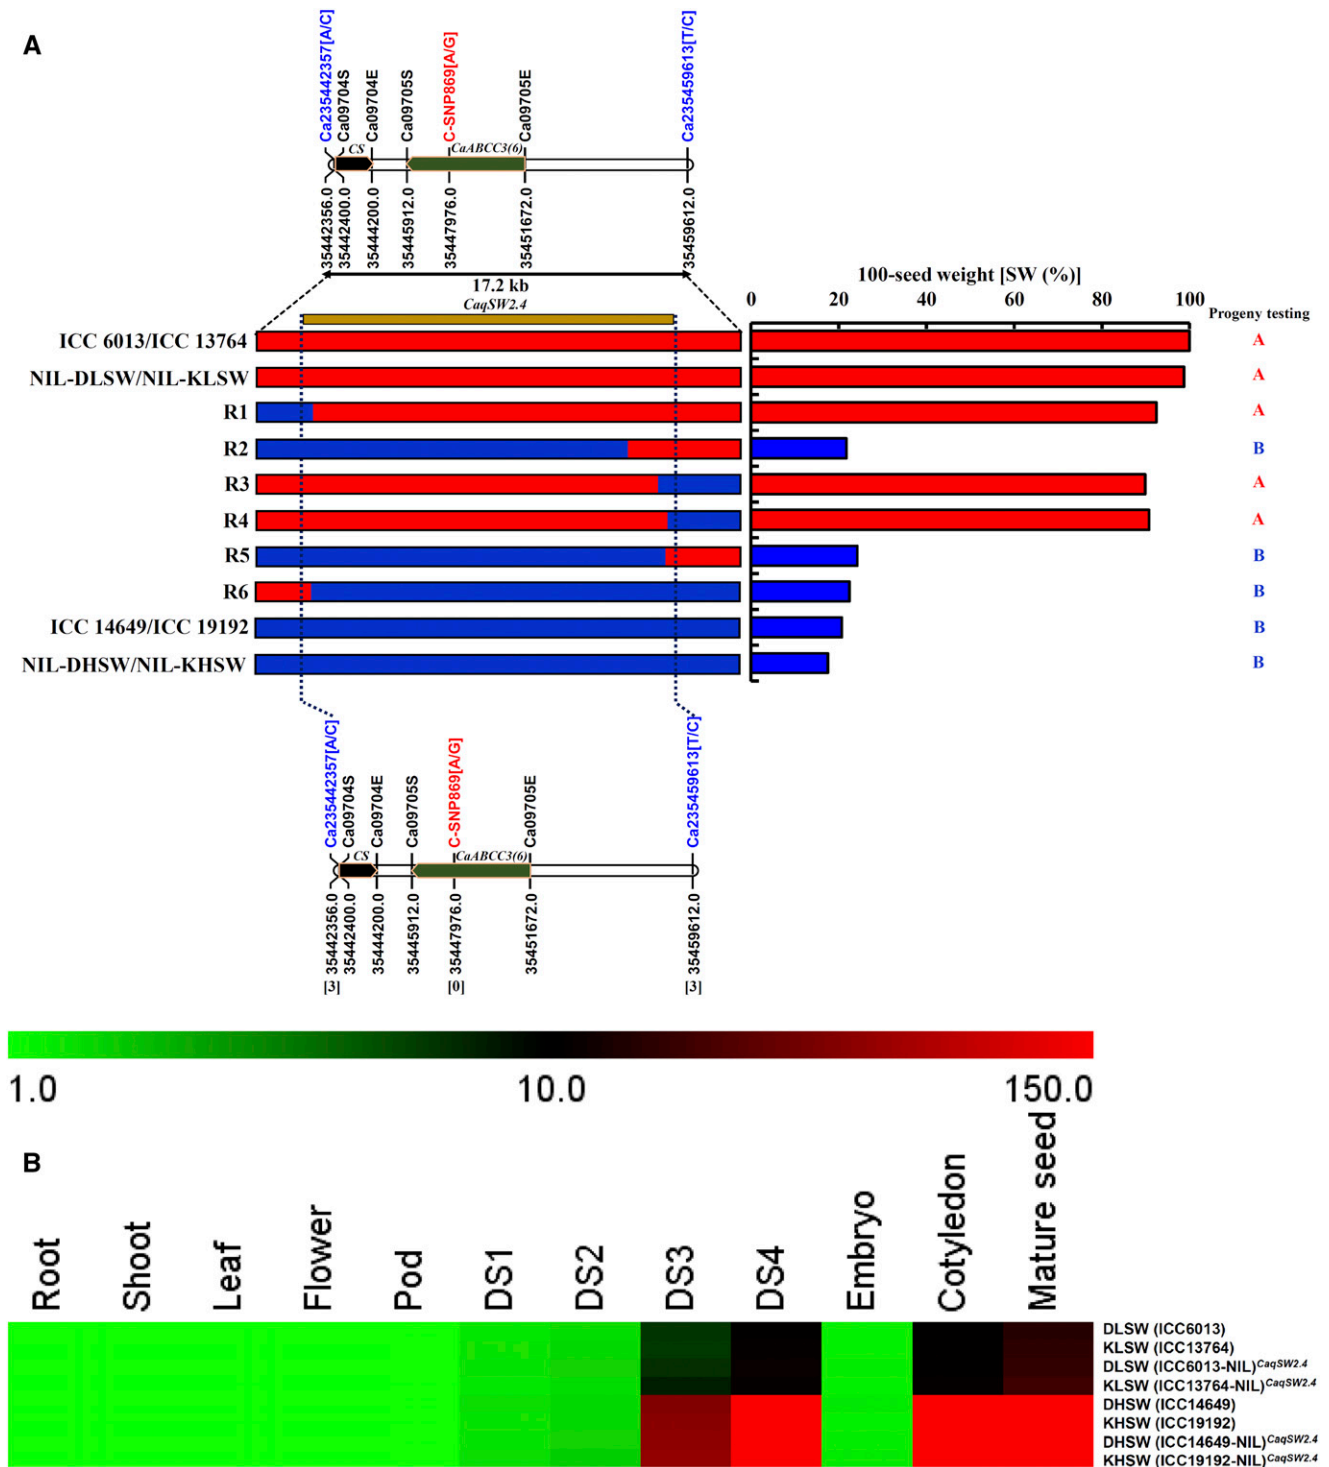 A
Ca235442357[A/C]
Ca09704S
Ca09704E
Ca09705S
C-SNP869[A/G]
Ca09705E
Ca235459613[T/C]
CS
CaABCC3(6)
35442356.0
35442400.0
35444200.0
35445912.0
35447976.0
35451672.0
35459612.0
17.2 kb
CaqSW2.4
100-seed weight [SW (%)]
0 20 40 60 80 100
Progeny testing
ICC 6013/ICC 13764 A
NIL-DLSW/NIL-KLSW A
R1 A
R2 B
R3 A
R4 A
R5 B
R6 B
ICC 14649/ICC 19192 B
NIL-DHSW/NIL-KHSW B
Ca235442357[A/C]
Ca09704S
Ca09704E
Ca09705S
C-SNP869[A/G]
Ca09705E
Ca235459613[T/C]
CS
CaABCC3(6)
35442356.0
35442400.0
35444200.0
35445912.0
35447976.0
35451672.0
35459612.0
[3] [0] [3]
1.0 10.0 150.0
B
Root
Shoot
Leaf
Flower
Pod
DS1
DS2
DS3
DS4
Embryo
Cotyledon
Mature seed
DLSW (ICC6013)
KLSW (ICC13764)
DLSW (ICC6013-NIL)CaqSW2.4
KLSW (ICC13764-NIL)CaqSW2.4
DHSW (ICC14649)
KHSW (ICC19192)
DHSW (ICC14649-NIL)CaqSW2.4
KHSW (ICC19192-NIL)CaqSW2.4